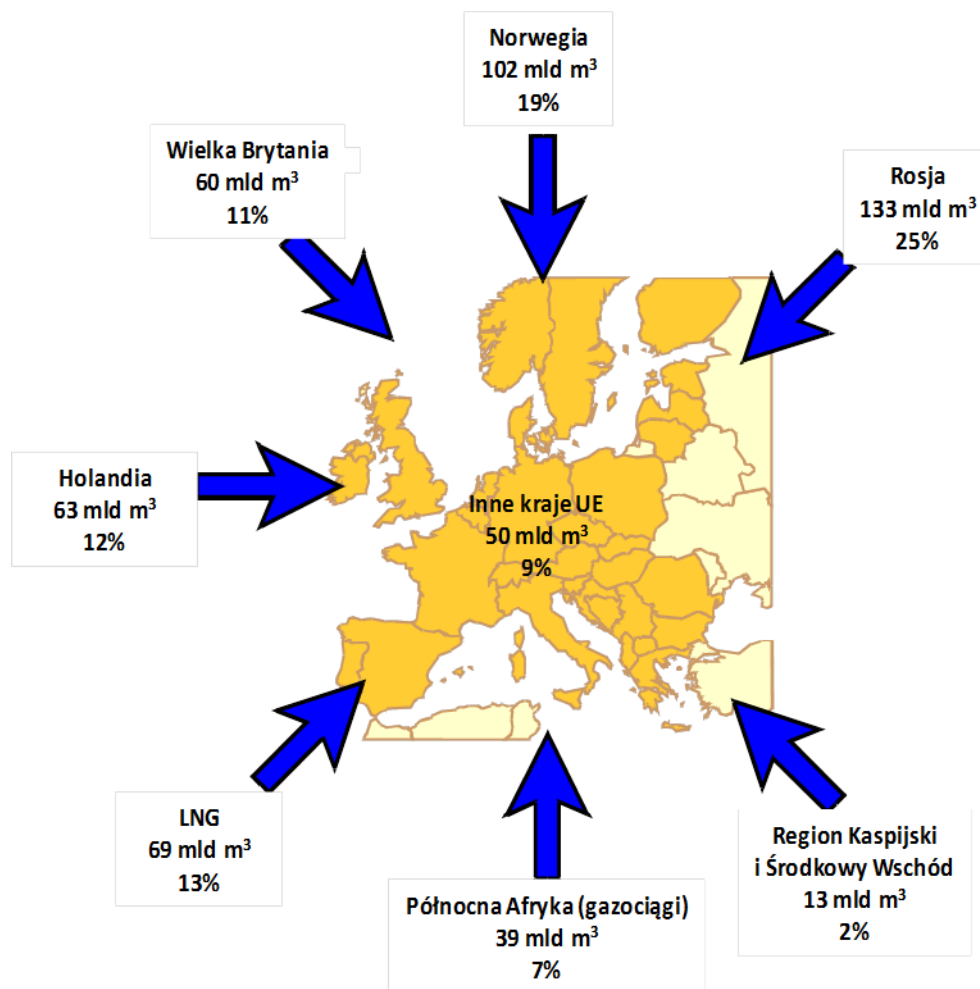 Norwegia
102 mld m³
19%
Wielka Brytania
60 mld m³
11%
Rosja
133 mld m³
25%
Holandia
63 mld m³
12%
Inne kraje UE
50 mld m³
9%
LNG
69 mld m³
13%
Północna Afryka (gazociągi)
39 mld m³
7%
Region Kaspijski
i Środkowy Wschód
13 mld m³
2%